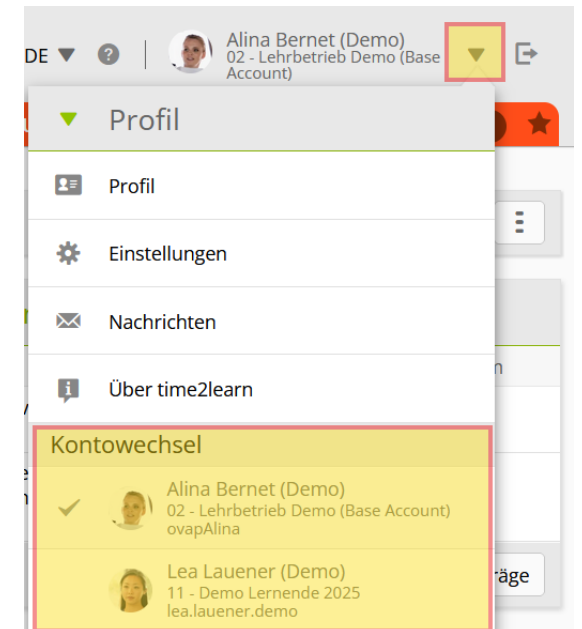 DE
Alina Bernet (Demo)
02 - Lehrbetrieb Demo (Base
Account)
Profil
Profil
Einstellungen
Nachrichten
Über time2learn
Kontowechsel
Alina Bernet (Demo)
02 - Lehrbetrieb Demo (Base Account)
ovapAlina
Lea Lauener (Demo)
11 - Demo Lernende 2025
lea.lauener.demo
räge